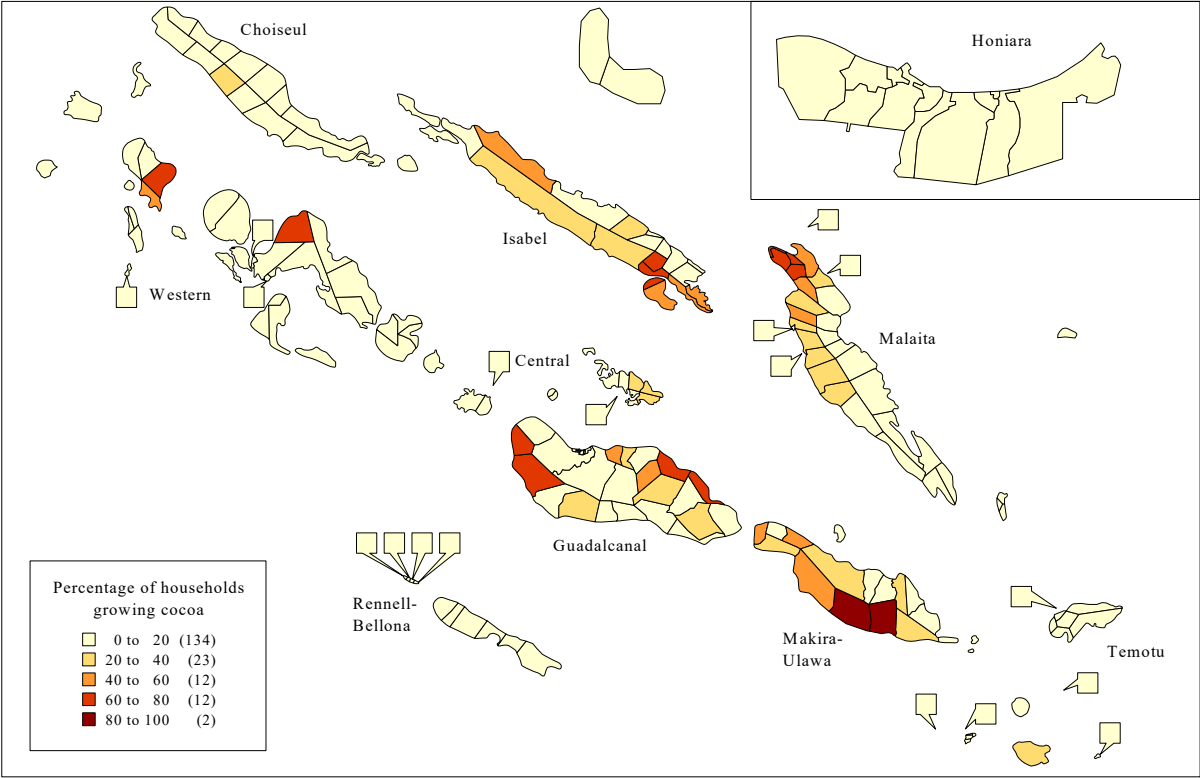 Choiseul
Honiara
Isabel
Western
Malaita
Central
Guadalcanal
Rennell-
Bellona
Makira-
Ulawa
Temotu
Percentage of households
growing cocoa
0 to 20 (134)
20 to 40 (23)
40 to 60 (12)
60 to 80 (12)
80 to 100 (2)